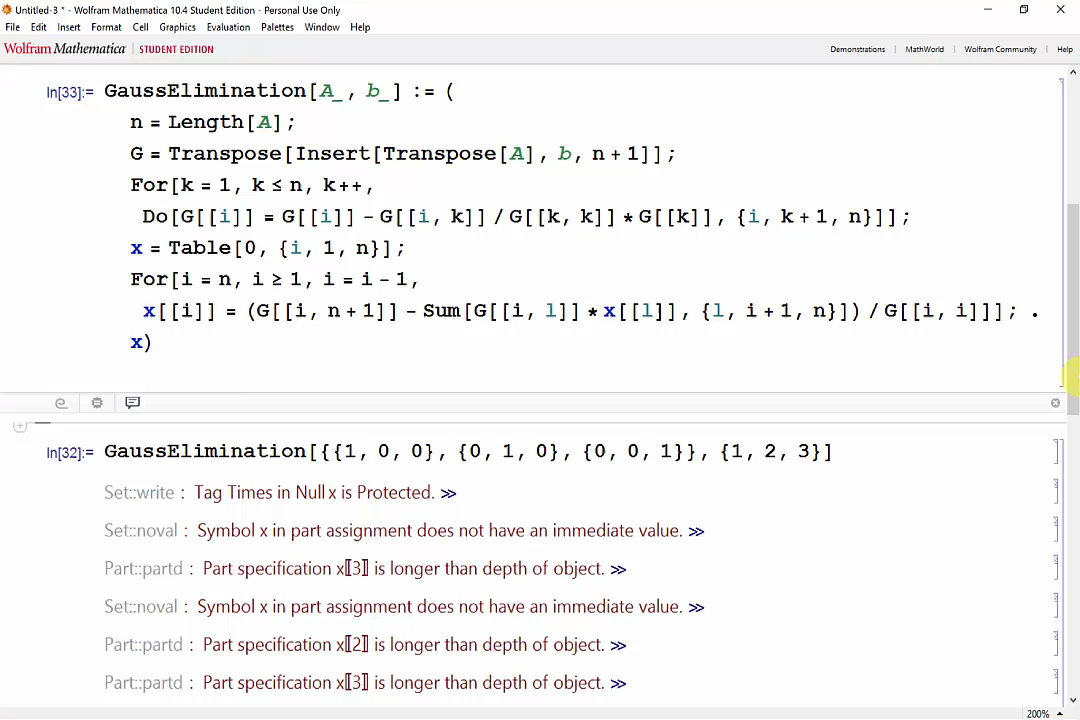 Untitled-3 * - Wolfram Mathematica 10.4 Student Edition - Personal Use Only
File Edit Insert Format Cell Graphics Evaluation Palettes Window Help
Wolfram Mathematica | STUDENT EDITION Demonstrations | MathWorld | Wolfram Community | Help
In[33]:= GaussElimination[A_, b_] := (
n = Length[A];
G = Transpose[Insert[Transpose[A], b, n + 1]];
For[k = 1, k ≤ n, k++,
Do[G[[i]] = G[[i]] - G[[i, k]] / G[[k, k]] * G[[k]], {i, k + 1, n}]];
x = Table[0, {i, 1, n}];
For[i = n, i ≥ 1, i = i - 1,
x[[i]] = (G[[i, n + 1]] - Sum[G[[i, l]] * x[[l]], {l, i + 1, n}]) / G[[i, i]]]; .
x)
In[32]:= GaussElimination[{{1, 0, 0}, {0, 1, 0}, {0, 0, 1}}, {1, 2, 3}]
Set::write : Tag Times in Null x is Protected. ≫
Set::noval : Symbol x in part assignment does not have an immediate value. ≫
Part::partd : Part specification x〚3〛 is longer than depth of object. ≫
Set::noval : Symbol x in part assignment does not have an immediate value. ≫
Part::partd : Part specification x〚2〛 is longer than depth of object. ≫
Part::partd : Part specification x〚3〛 is longer than depth of object. ≫
200%